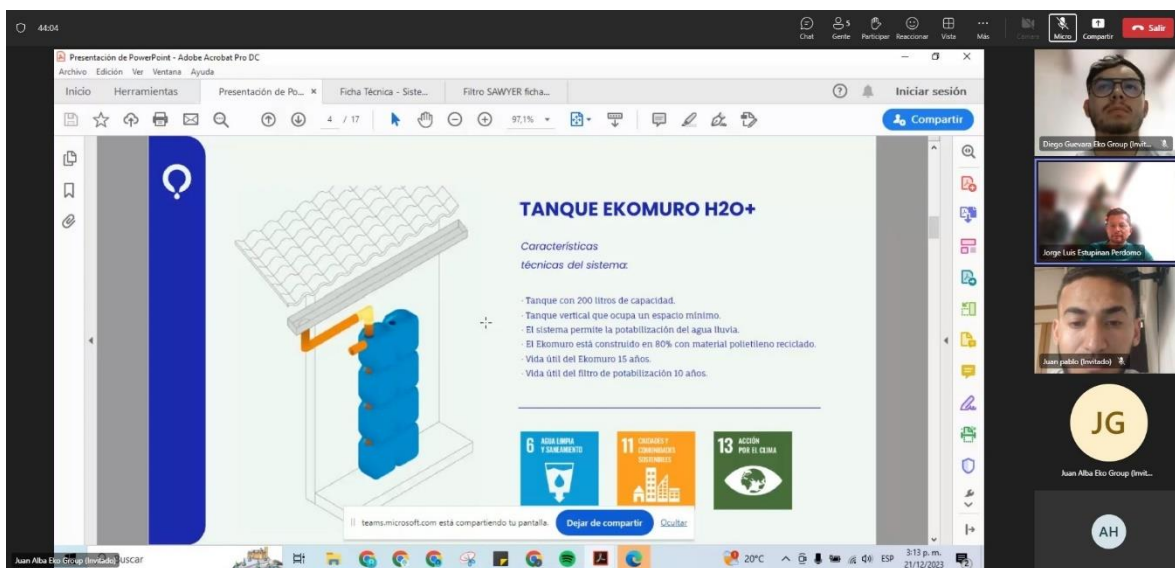 44:04
Chat
5
Gente
Participar
Reaccionar
Vista
Más
Cámara
Micro
Compartir
Salir
Presentación de PowerPoint - Adobe Acrobat Pro DC
Archivo Edición Ver Ventana Ayuda
Inicio Herramientas Presentación de Po... × Ficha Técnica - Siste... Filtro SAWYER ficha... Iniciar sesión
4 / 17 97,1% Compartir
TANQUE EKOMURO H2O+
Características
técnicas del sistema:
· Tanque con 200 litros de capacidad.
· Tanque vertical que ocupa un espacio mínimo.
· El sistema permite la potabilización del agua lluvia.
· El Ekomuro está construido en 80% con material polietileno reciclado.
· Vida útil del Ekomuro 15 años.
· Vida útil del filtro de potabilización 10 años.
6 AGUA LIMPIA
Y SANEAMIENTO
11 CIUDADES Y
COMUNIDADES
SOSTENIBLES
13 ACCIÓN
POR EL CLIMA
teams.microsoft.com está compartiendo tu pantalla. Dejar de compartir Ocultar
Juan Alba Eko Group (Invitado) uscar
20°C ESP 3:13 p. m.
21/12/2023
2
Diego Guevara Eko Group (Invit...
Jorge Luis Estupinan Perdomo
Juan pablo (Invitado)
JG
Juan Alba Eko Group (Invit...
AH